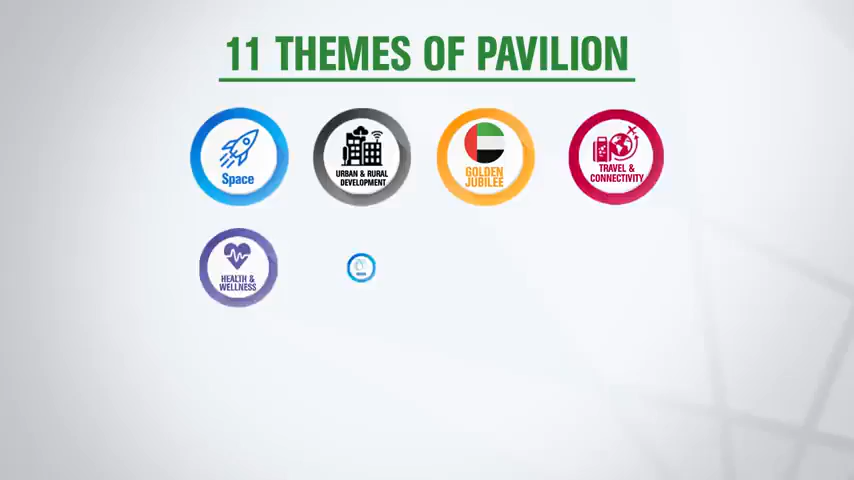 11 THEMES OF PAVILION
Space
URBAN & RURAL
DEVELOPMENT
GOLDEN
JUBILEE
TRAVEL &
CONNECTIVITY
HEALTH &
WELLNESS